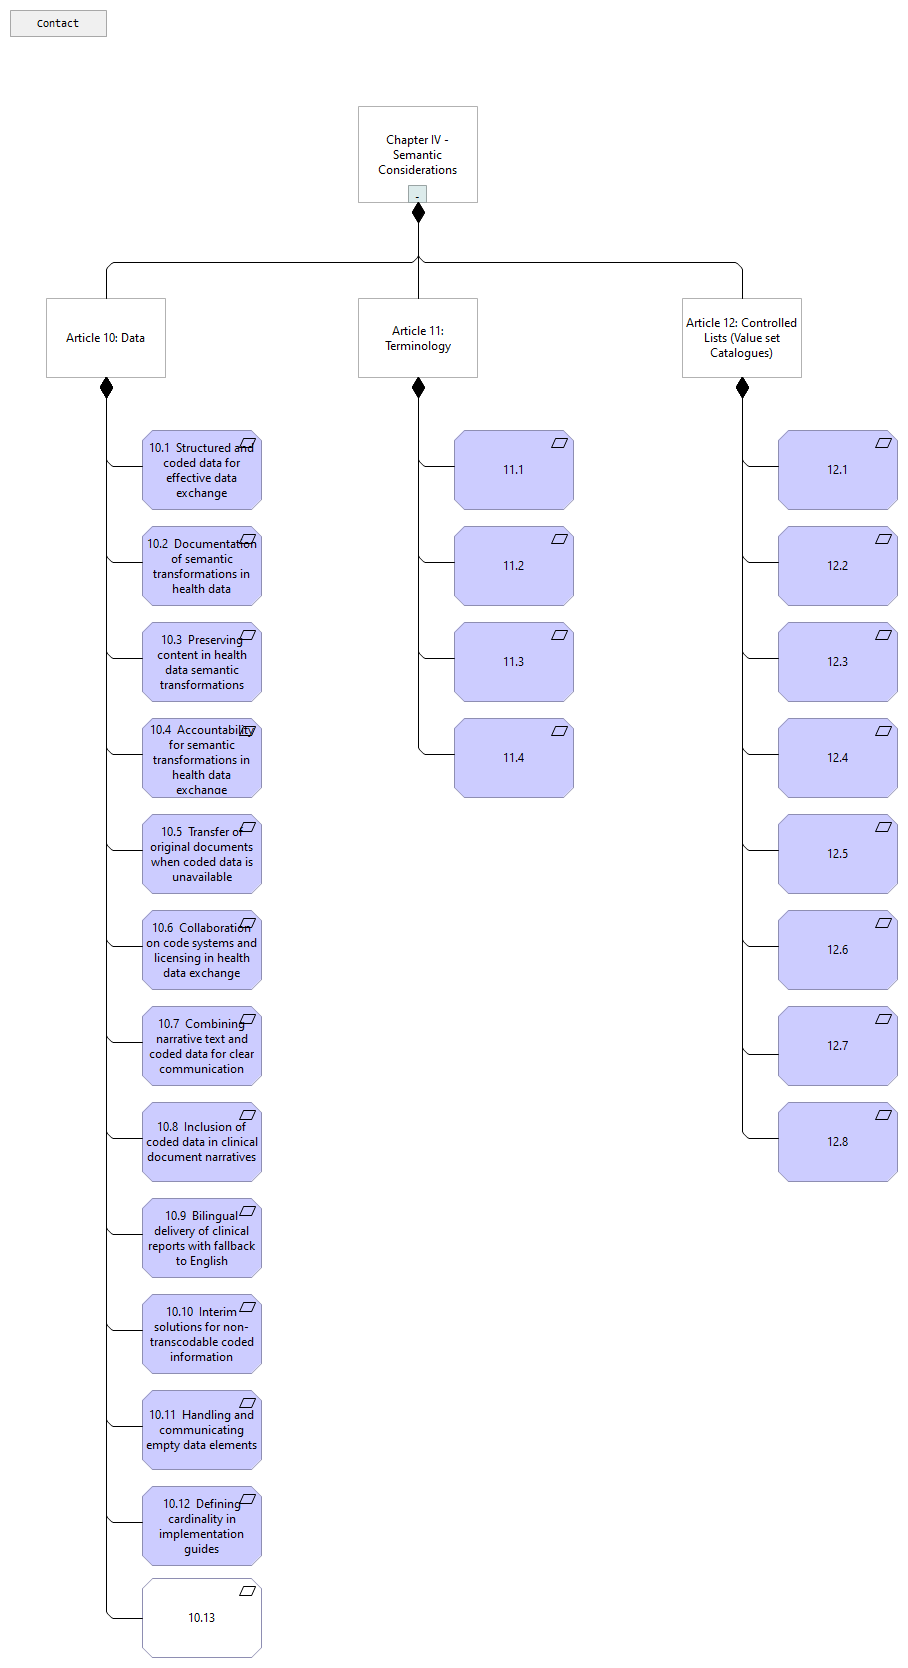 Contact
Chapter IV -
Semantic
Considerations
-
Article 10: Data
Article 11:
Terminology
Article 12: Controlled
Lists (Value set
Catalogues)
10.1 Structured and
coded data for
effective data
exchange
10.2 Documentation
of semantic
transformations in
health data
10.3 Preserving
content in health
data semantic
transformations
10.4 Accountability
for semantic
transformations in
health data
exchange
10.5 Transfer of
original documents
when coded data is
unavailable
10.6 Collaboration
on code systems and
licensing in health
data exchange
10.7 Combining
narrative text and
coded data for clear
communication
10.8 Inclusion of
coded data in clinical
document narratives
10.9 Bilingual
delivery of clinical
reports with fallback
to English
10.10 Interim
solutions for non-
transcodable coded
information
10.11 Handling and
communicating
empty data elements
10.12 Defining
cardinality in
implementation
guides
10.13
11.1
11.2
11.3
11.4
12.1
12.2
12.3
12.4
12.5
12.6
12.7
12.8